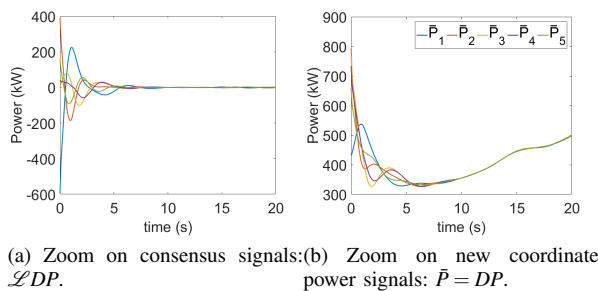 400
200
0
-200
-400
-600
Power (kW)
0 5 10 15 20
time (s)
900
800
700
600
500
400
300
Power (kW)
P̄₁ P̄₂ P̄₃ P̄₄ P̄₅
0 5 10 15 20
time (s)
(a) Zoom on consensus signals:
ℒDP.
(b) Zoom on new coordinate
power signals: P̄ = DP.